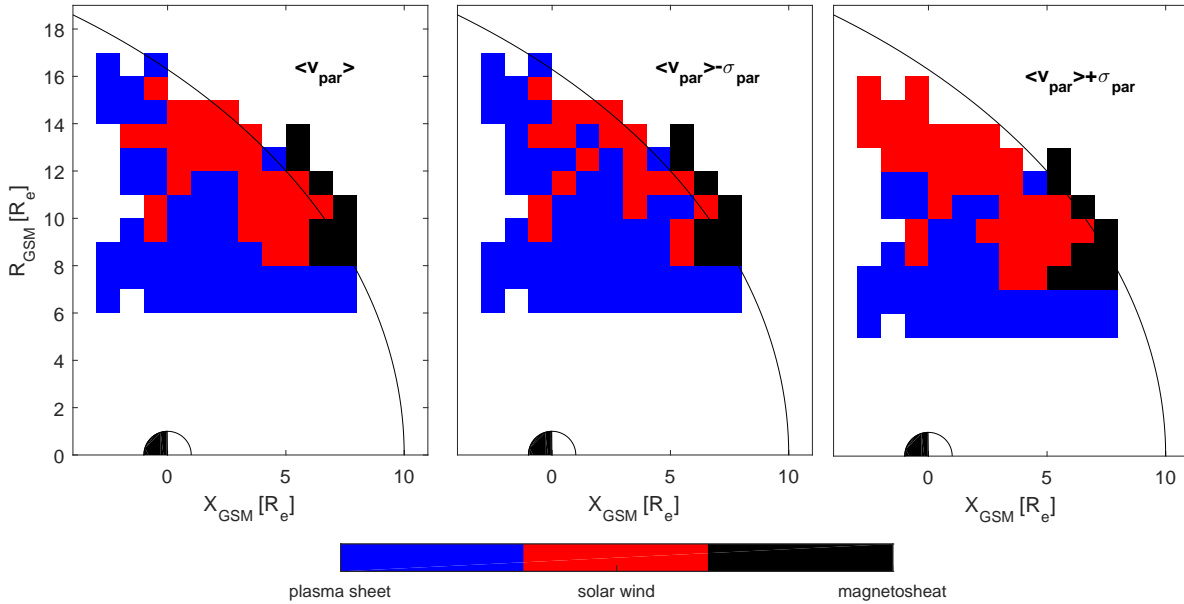 <v_par>
<v_par>-σ_par
<v_par>+σ_par
18
16
14
12
10
8
6
4
2
0
R_GSM [R_e]
0 5 10
0 5 10
0 5 10
X_GSM [R_e]
X_GSM [R_e]
X_GSM [R_e]
plasma sheet solar wind magnetosheat